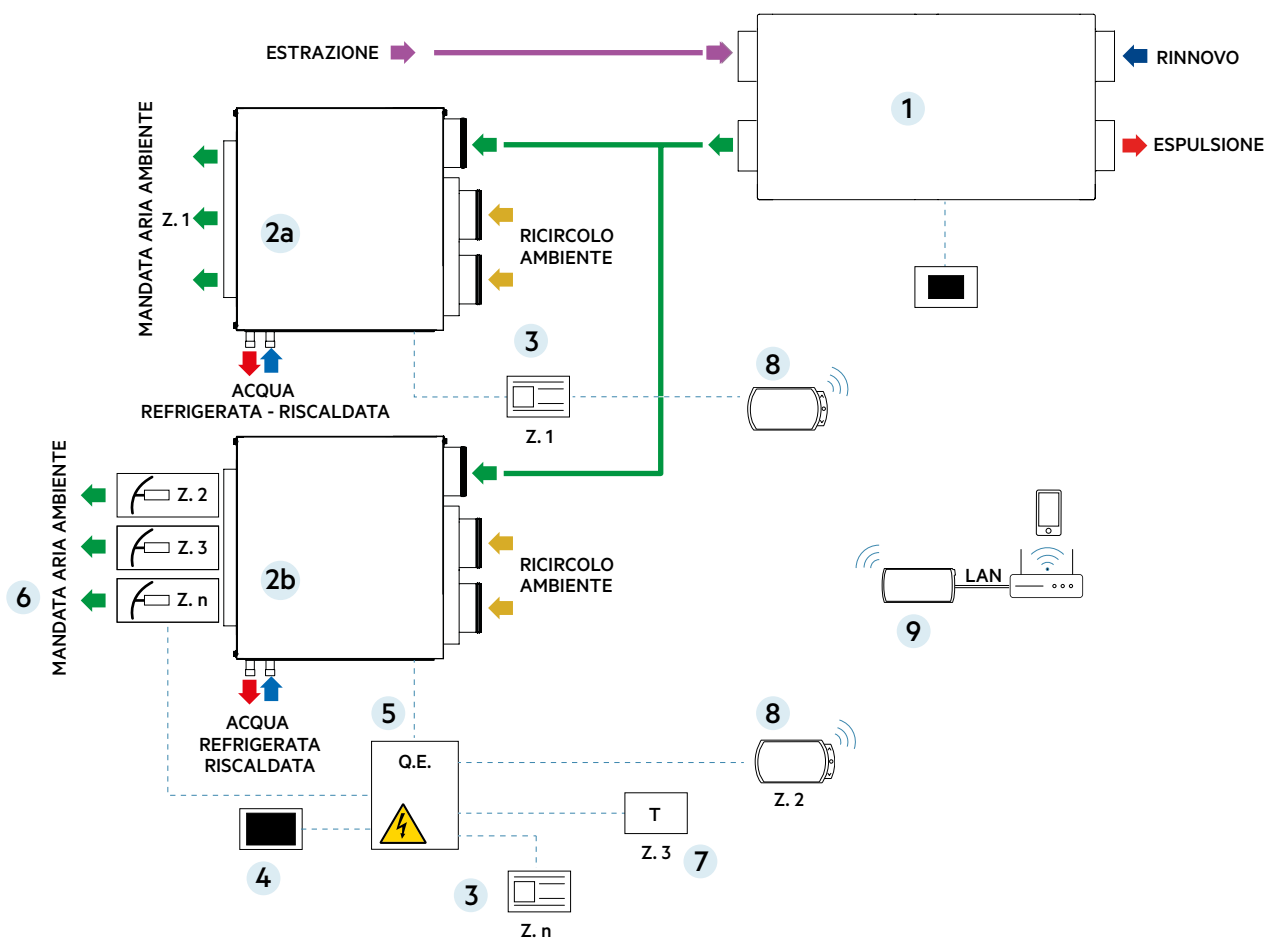 ESTRAZIONE
RINNOVO
1
ESPULSIONE
MANDATA ARIA AMBIENTE
Z. 1
2a
RICIRCOLO
AMBIENTE
3
8
ACQUA
REFRIGERATA - RISCALDATA
Z. 1
MANDATA ARIA AMBIENTE
Z. 2
Z. 3
Z. n
6
2b
RICIRCOLO
AMBIENTE
LAN
9
ACQUA
REFRIGERATA
RISCALDATA
5
8
Q.E.
Z. 2
T
Z. 3
7
4
3
Z. n